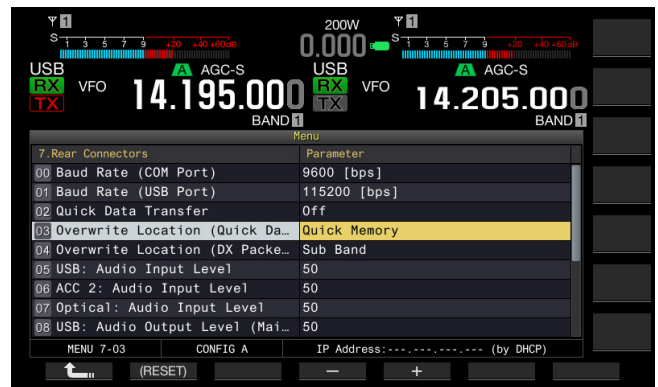 1 200W 1
S 1 3 5 7 9 +20 +40 +60dB 0.000 S 1 3 5 7 9 +20 +40 +60dB
USB A AGC-S USB A AGC-S
RX VFO 14.195.000 RX VFO 14.205.000
TX TX
BAND 1 BAND 1
Menu
7.Rear Connectors Parameter
00 Baud Rate (COM Port) 9600 [bps]
01 Baud Rate (USB Port) 115200 [bps]
02 Quick Data Transfer Off
03 Overwrite Location (Quick Da… Quick Memory
04 Overwrite Location (DX Packe… Sub Band
05 USB: Audio Input Level 50
06 ACC 2: Audio Input Level 50
07 Optical: Audio Input Level 50
08 USB: Audio Output Level (Mai… 50
MENU 7-03 CONFIG A IP Address:---.---.---.--- (by DHCP)
(RESET) − +